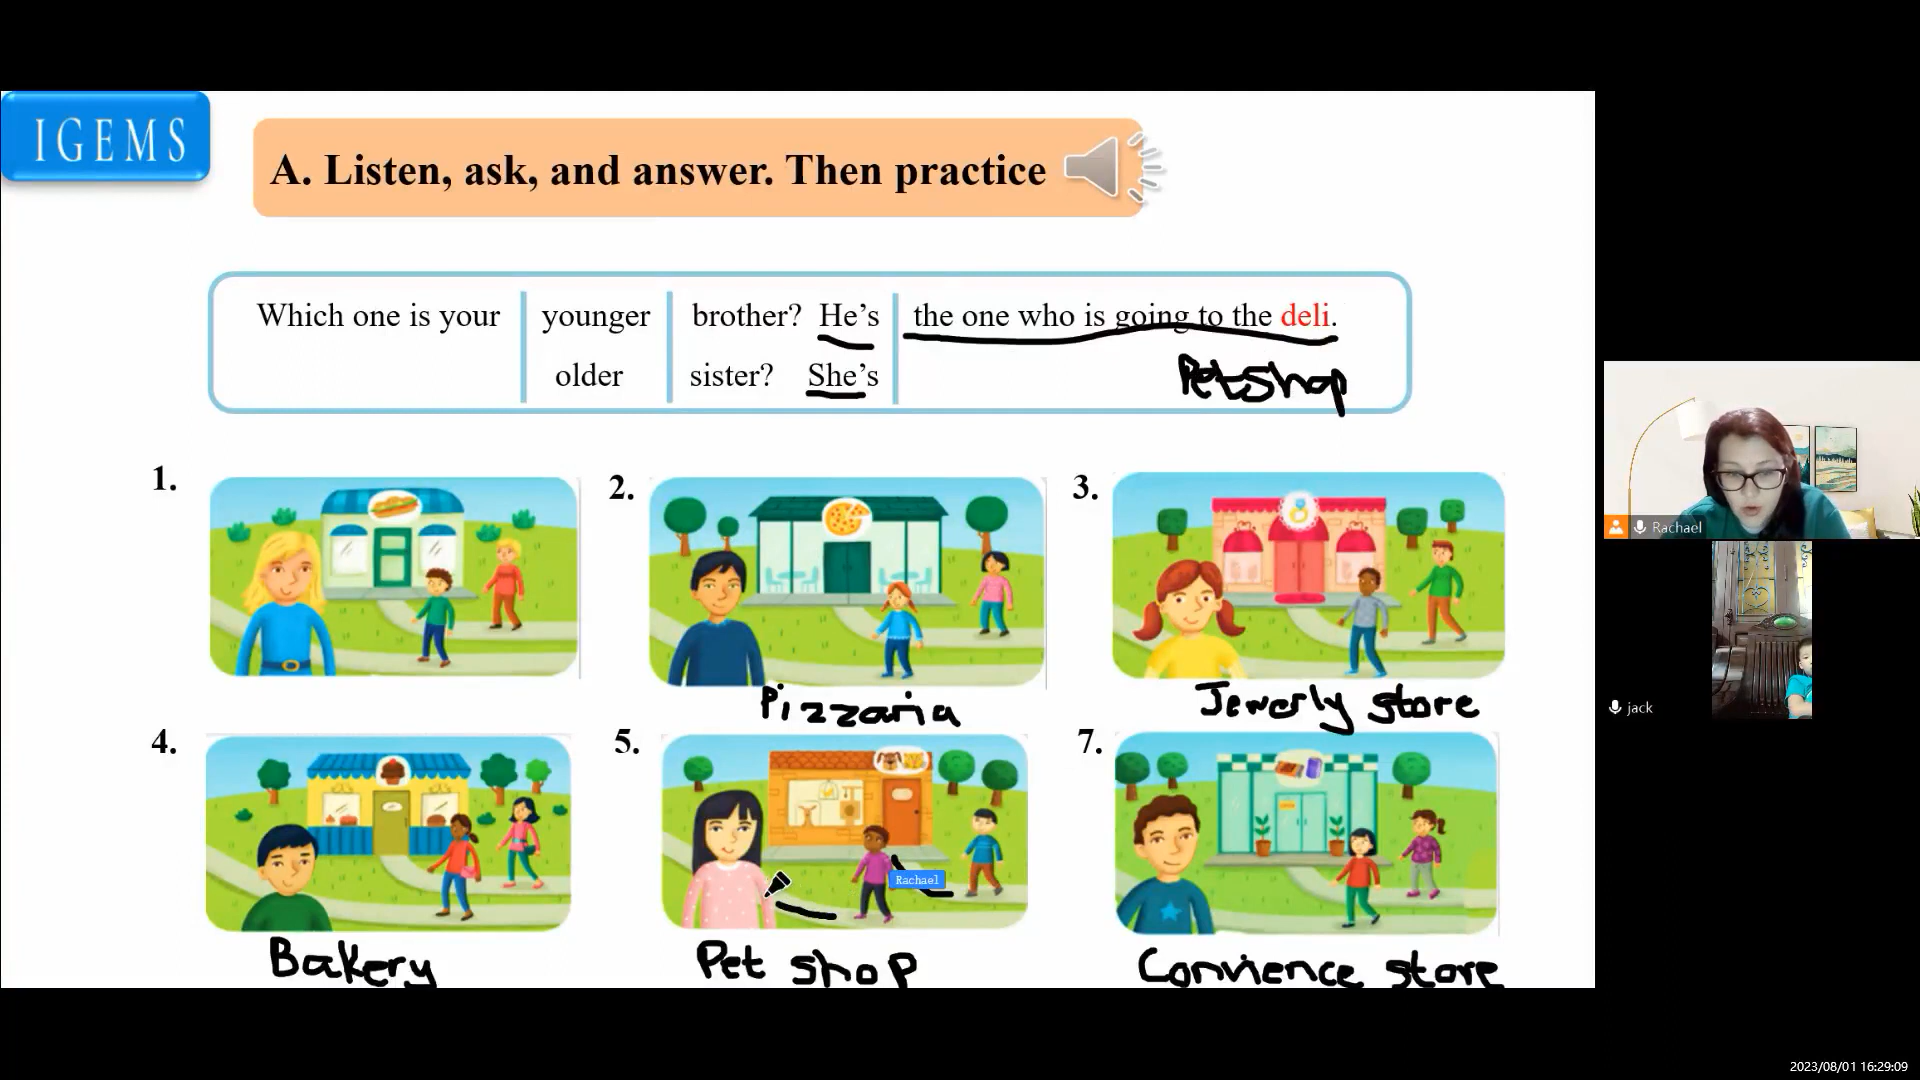 IGEMS
A. Listen, ask, and answer. Then practice
Which one is your younger brother? He's the one who is going to the deli.
older sister? She's Petshop
1. 2. 3.
Pizzaria Jewerly store
4. 5. 7.
Rachael
Bakery Pet shop Convience store
Rachael
jack
2023/08/01 16:29:09